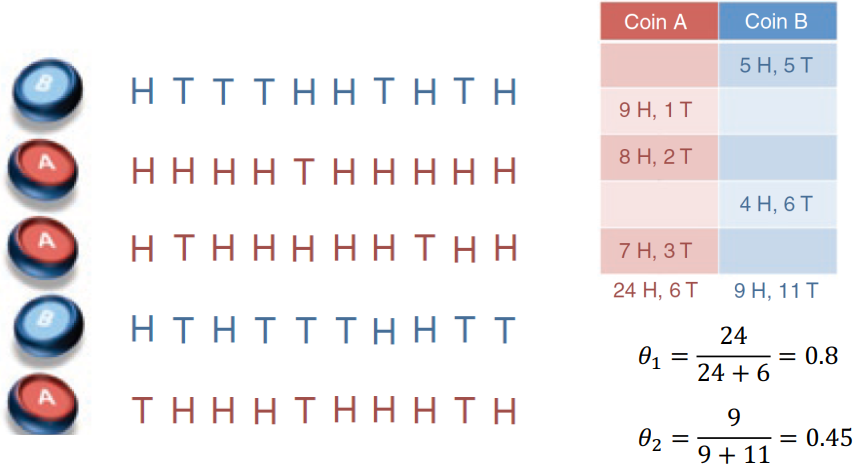 Coin A Coin B
B H T T T H H T H T H 5 H, 5 T
9 H, 1 T
A H H H H T H H H H H 8 H, 2 T
A H T H H H H H T H H 4 H, 6 T
7 H, 3 T
24 H, 6 T 9 H, 11 T
B H T H T T T H H T T
θ₁ = 24 / (24 + 6) = 0.8
A T H H H T H H H T H
θ₂ = 9 / (9 + 11) = 0.45